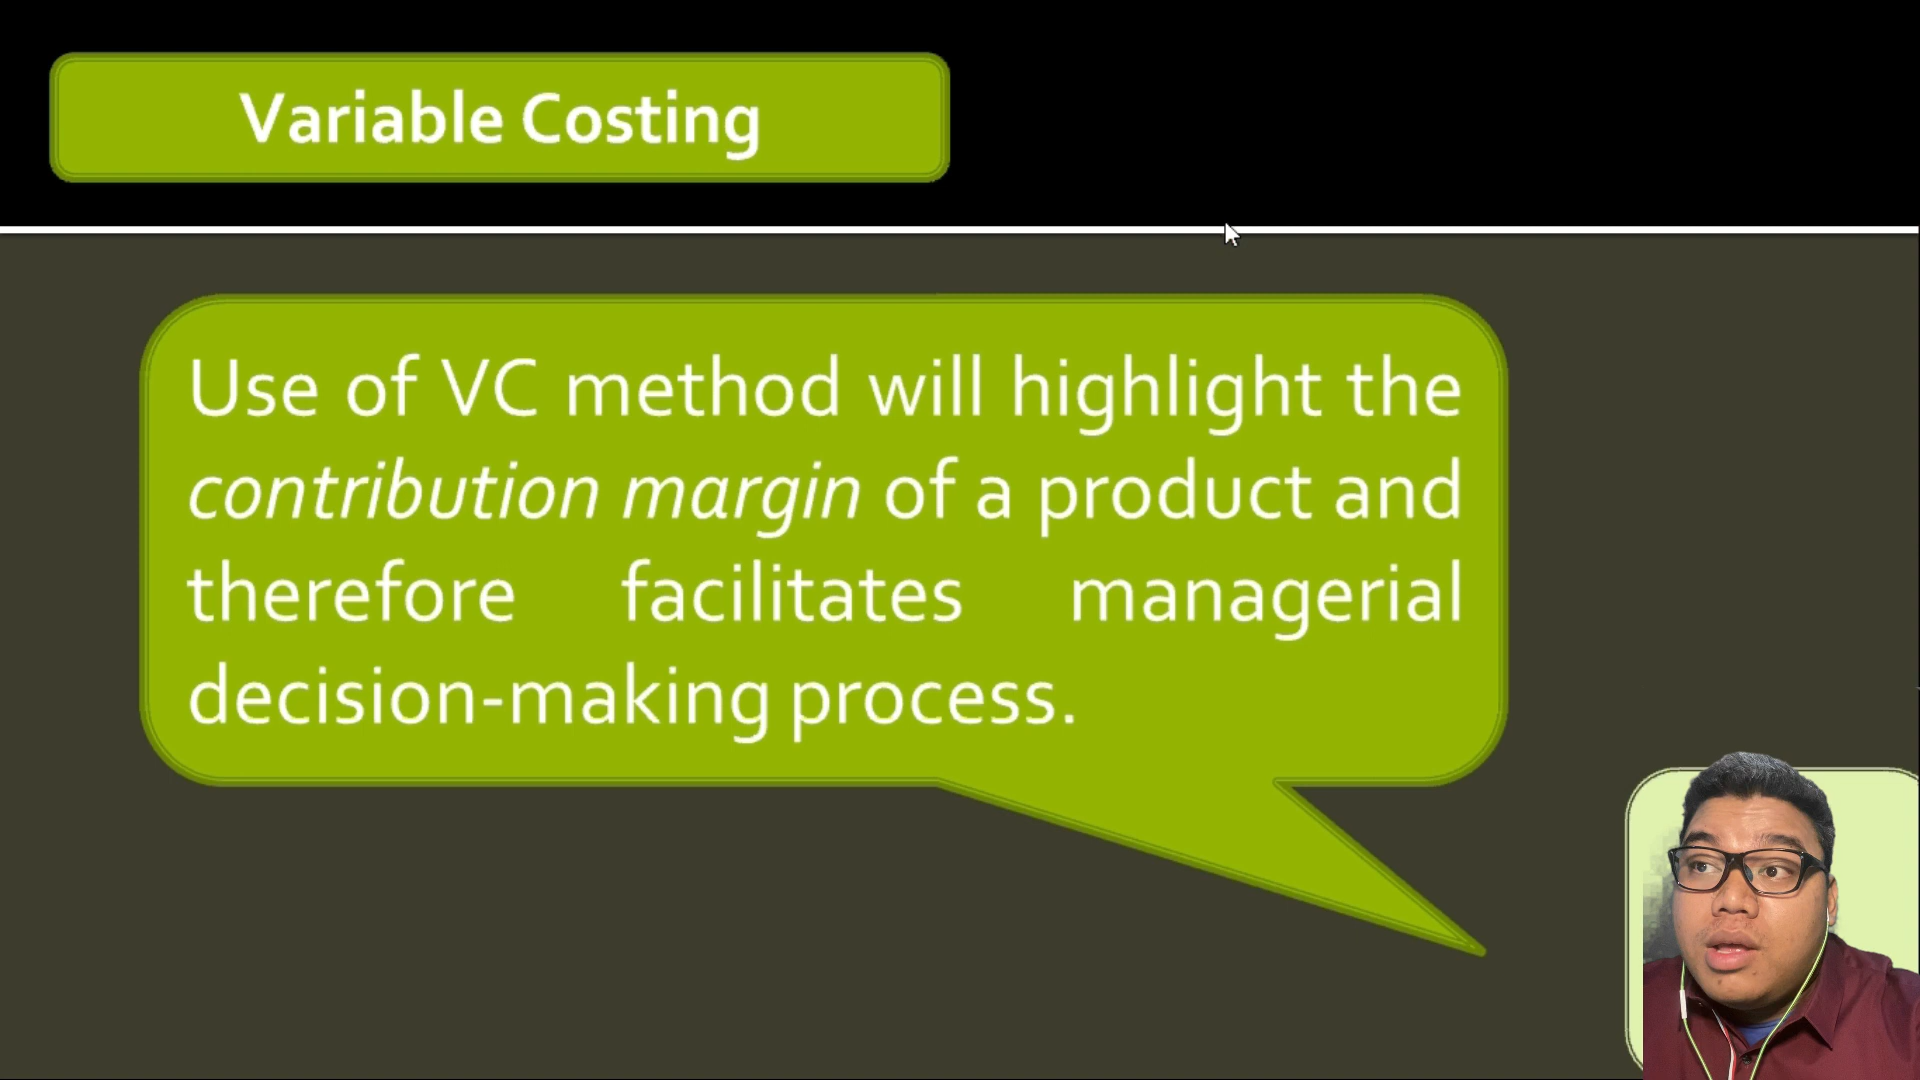 Variable Costing
Use of VC method will highlight the
contribution margin of a product and
therefore facilitates managerial
decision-making process.